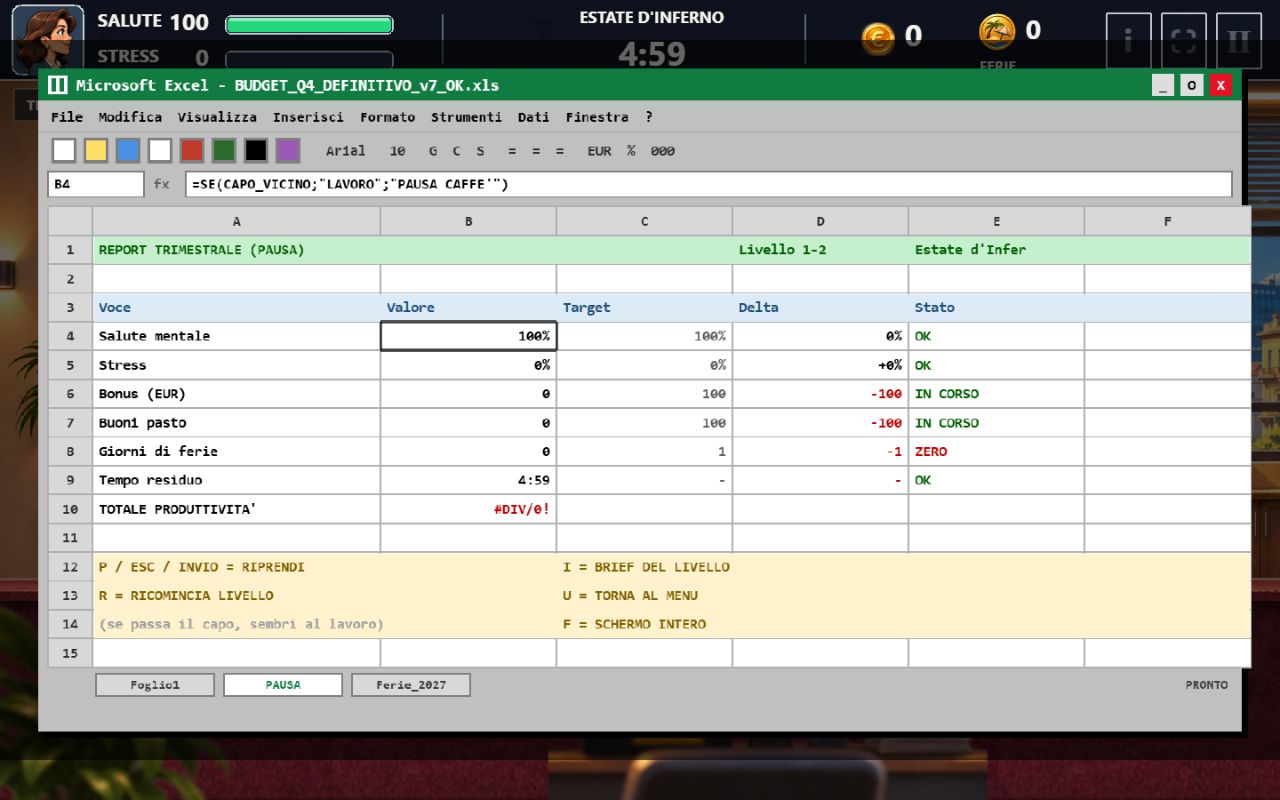 SALUTE 100
STRESS 0
ESTATE D'INFERNO
4:59
0
0
FERIE
Microsoft Excel - BUDGET_Q4_DEFINITIVO_v7_OK.xls
_ O X
File Modifica Visualizza Inserisci Formato Strumenti Dati Finestra ?
Arial 10 G C S = = = EUR % 000
B4 fx =SE(CAPO_VICINO;"LAVORO";"PAUSA CAFFE'")
A B C D E F
1 REPORT TRIMESTRALE (PAUSA) Livello 1-2 Estate d'Infer
2
3 Voce Valore Target Delta Stato
4 Salute mentale 100% 100% 0% OK
5 Stress 0% 0% +0% OK
6 Bonus (EUR) 0 100 -100 IN CORSO
7 Buoni pasto 0 100 -100 IN CORSO
8 Giorni di ferie 0 1 -1 ZERO
9 Tempo residuo 4:59 - - OK
10 TOTALE PRODUTTIVITA' #DIV/0!
11
12 P / ESC / INVIO = RIPRENDI I = BRIEF DEL LIVELLO
13 R = RICOMINCIA LIVELLO U = TORNA AL MENU
14 (se passa il capo, sembri al lavoro) F = SCHERMO INTERO
15
Foglio1 PAUSA Ferie_2027 PRONTO